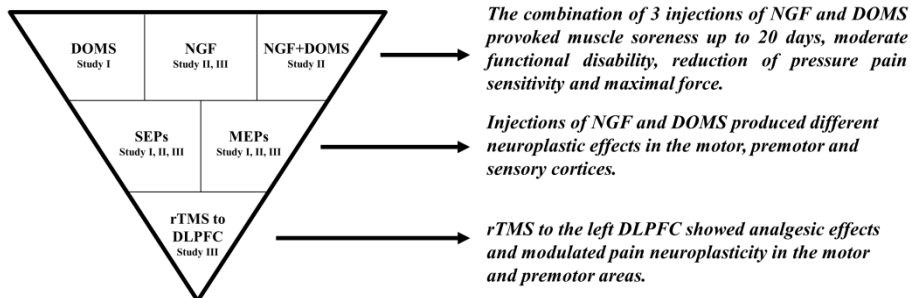 DOMS
Study I
NGF
Study II, III
NGF+DOMS
Study II
The combination of 3 injections of NGF and DOMS
provoked muscle soreness up to 20 days, moderate
functional disability, reduction of pressure pain
sensitivity and maximal force.
SEPs
Study I, II, III
MEPs
Study I, II, III
Injections of NGF and DOMS produced different
neuroplastic effects in the motor, premotor and
sensory cortices.
rTMS to
DLPFC
Study III
rTMS to the left DLPFC showed analgesic effects
and modulated pain neuroplasticity in the motor
and premotor areas.